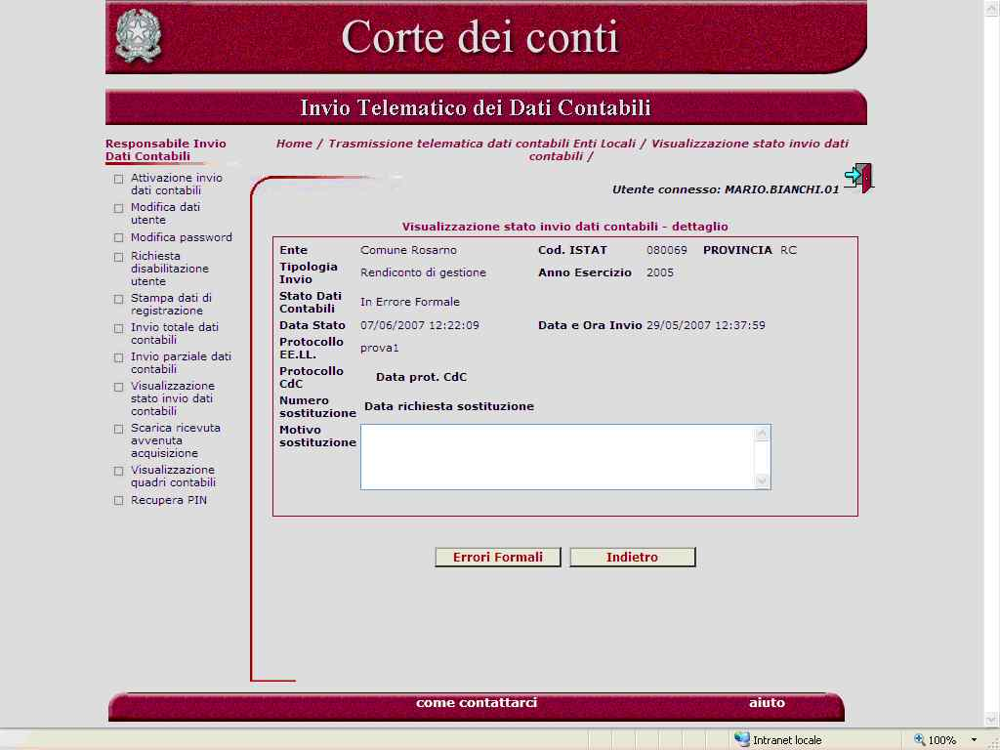 Corte dei conti
Invio Telematico dei Dati Contabili
Responsabile Invio
Dati Contabili
Attivazione invio
dati contabili
Modifica dati
utente
Modifica password
Richiesta
disabilitazione
utente
Stampa dati di
registrazione
Invio totale dati
contabili
Invio parziale dati
contabili
Visualizzazione
stato invio dati
contabili
Scarica ricevuta
avvenuta
acquisizione
Visualizzazione
quadri contabili
Recupera PIN
Home / Trasmissione telematica dati contabili Enti Locali / Visualizzazione stato invio dati
contabili /
Utente connesso: MARIO.BIANCHI.01
Visualizzazione stato invio dati contabili - dettaglio
Ente Comune Rosarno Cod. ISTAT 080069 PROVINCIA RC
Tipologia
Invio Rendiconto di gestione Anno Esercizio 2005
Stato Dati
Contabili In Errore Formale
Data Stato 07/06/2007 12:22:09 Data e Ora Invio 29/05/2007 12:37:59
Protocollo
EE.LL. prova1
Protocollo
CdC Data prot. CdC
Numero
sostituzione Data richiesta sostituzione
Motivo
sostituzione
Errori Formali Indietro
come contattarci aiuto
Intranet locale 100%